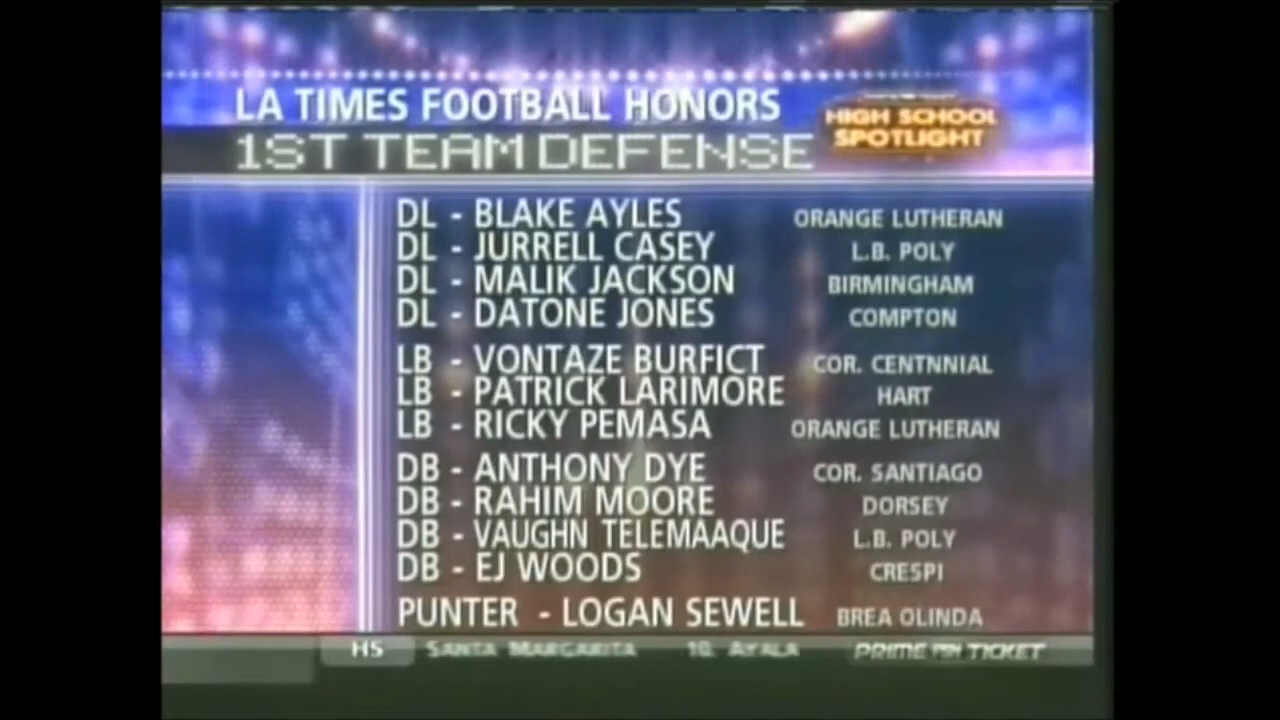 LA TIMES FOOTBALL HONORS
HIGH SCHOOL
SPOTLIGHT
1ST TEAM DEFENSE
DL - BLAKE AYLES ORANGE LUTHERAN
DL - JURRELL CASEY L.B. POLY
DL - MALIK JACKSON BIRMINGHAM
DL - DATONE JONES COMPTON
LB - VONTAZE BURFICT COR. CENTNNIAL
LB - PATRICK LARIMORE HART
LB - RICKY PEMASA ORANGE LUTHERAN
DB - ANTHONY DYE COR. SANTIAGO
DB - RAHIM MOORE DORSEY
DB - VAUGHN TELEMAAQUE L.B. POLY
DB - EJ WOODS CRESPI
PUNTER - LOGAN SEWELL BREA OLINDA
HS SANTA MARGARITA 10. AYALA PRIME FSN TICKET